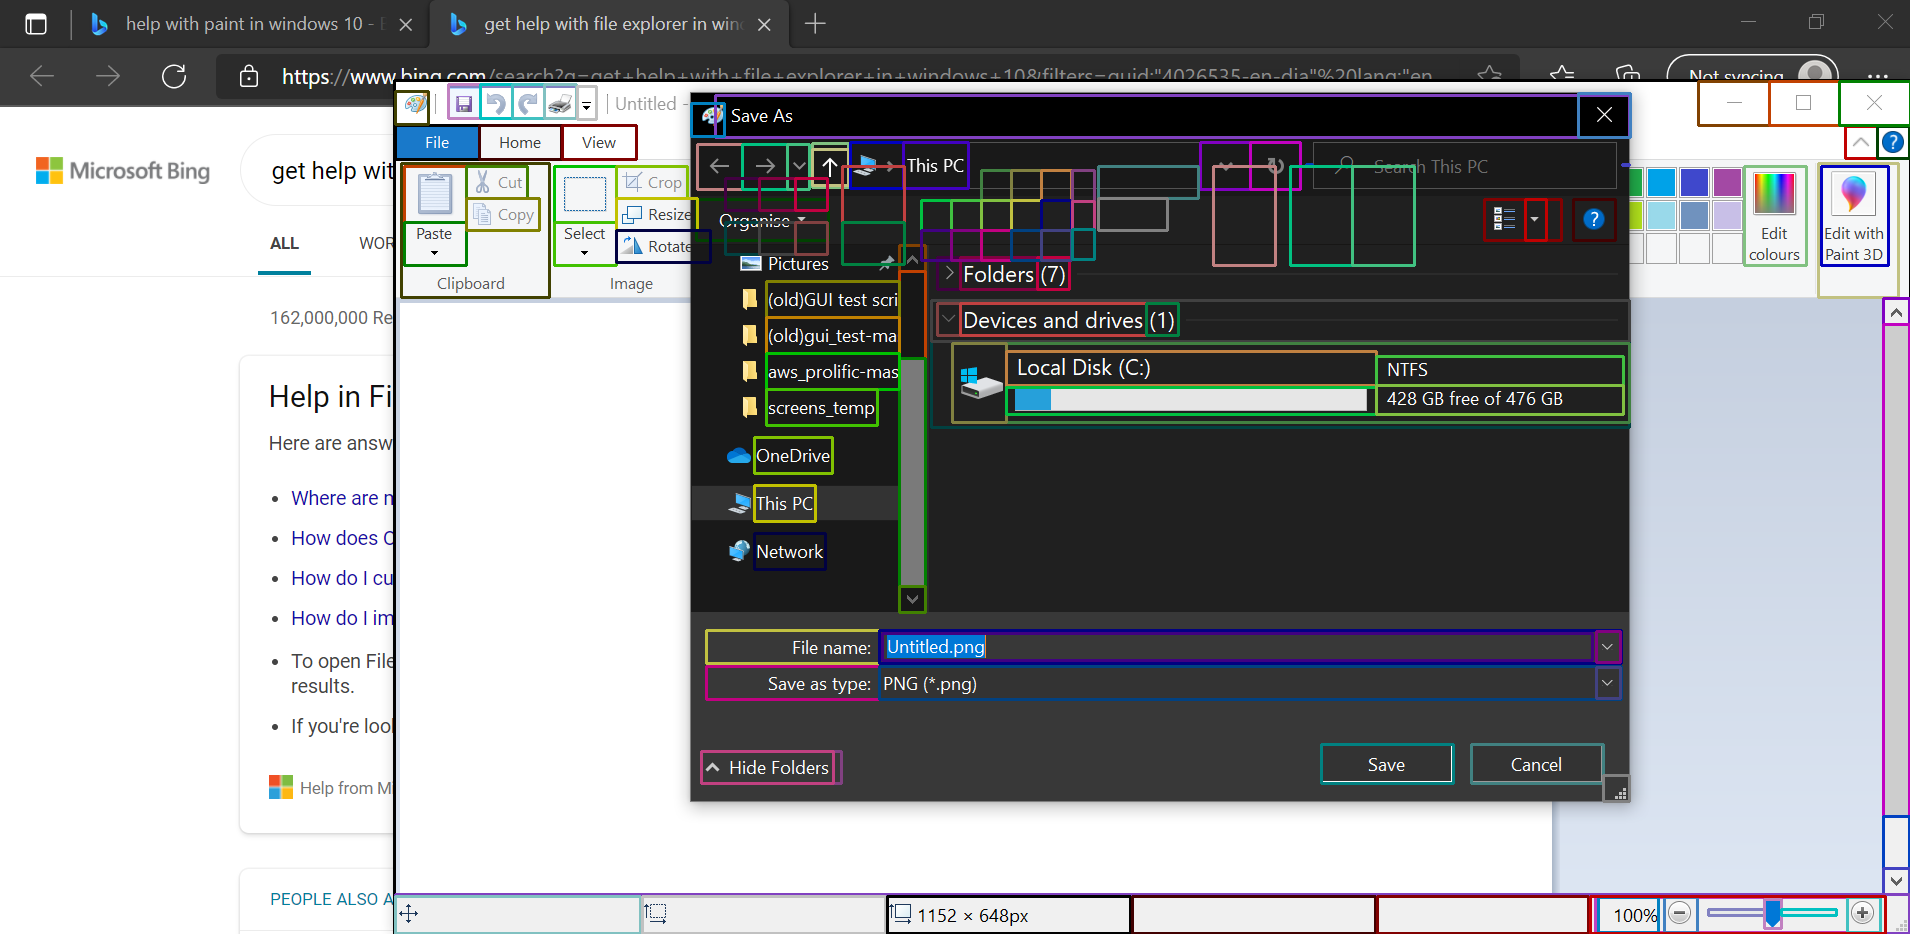 help with paint in windows 10 -
get help with file explorer in win
https://www.bing.com/search?q=get+help+with+file+explorer+in+windows+10&filters=guid:"4026535-en-dia"%20lang:"en
Not syncing
Microsoft Bing
get help wit
ALL
WOR
162,000,000 Re
Help in Fi
Here are answ
Where are n
How does C
How do I cu
How do I im
To open File
results.
If you're loo
Help from Mi
PEOPLE ALSO A
Untitled -
File
Home
View
Paste
Cut
Copy
Clipboard
Select
Crop
Resize
Rotate
Image
Edit
colours
Edit with
Paint 3D
Save As
This PC
Search This PC
Organise
Pictures
(old)GUI test scri
(old)gui_test-ma
aws_prolific-mas
screens_temp
OneDrive
This PC
Network
Folders (7)
Devices and drives (1)
Local Disk (C:)
NTFS
428 GB free of 476 GB
File name:
Untitled.png
Save as type:
PNG (*.png)
Hide Folders
Save
Cancel
1152 × 648px
100%